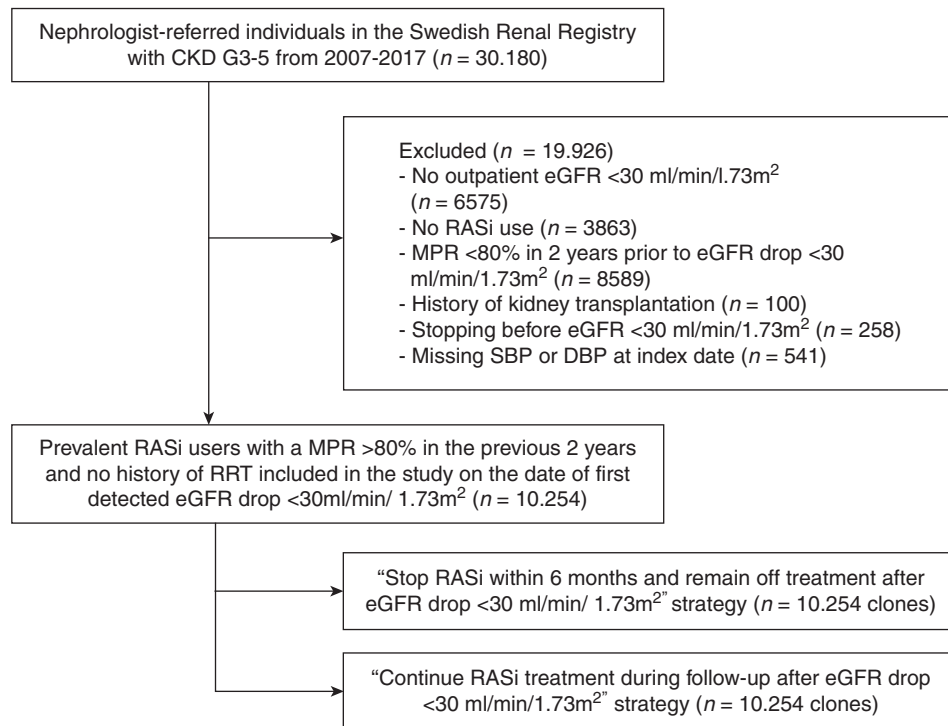 Nephrologist-referred individuals in the Swedish Renal Registry
with CKD G3-5 from 2007-2017 (n = 30.180)
Excluded (n = 19.926)
- No outpatient eGFR <30 ml/min/l.73m²
(n = 6575)
- No RASi use (n = 3863)
- MPR <80% in 2 years prior to eGFR drop <30
ml/min/1.73m² (n = 8589)
- History of kidney transplantation (n = 100)
- Stopping before eGFR <30 ml/min/1.73m² (n = 258)
- Missing SBP or DBP at index date (n = 541)
Prevalent RASi users with a MPR >80% in the previous 2 years
and no history of RRT included in the study on the date of first
detected eGFR drop <30ml/min/ 1.73m² (n = 10.254)
“Stop RASi within 6 months and remain off treatment after
eGFR drop <30 ml/min/ 1.73m²” strategy (n = 10.254 clones)
“Continue RASi treatment during follow-up after eGFR drop
<30 ml/min/1.73m²” strategy (n = 10.254 clones)